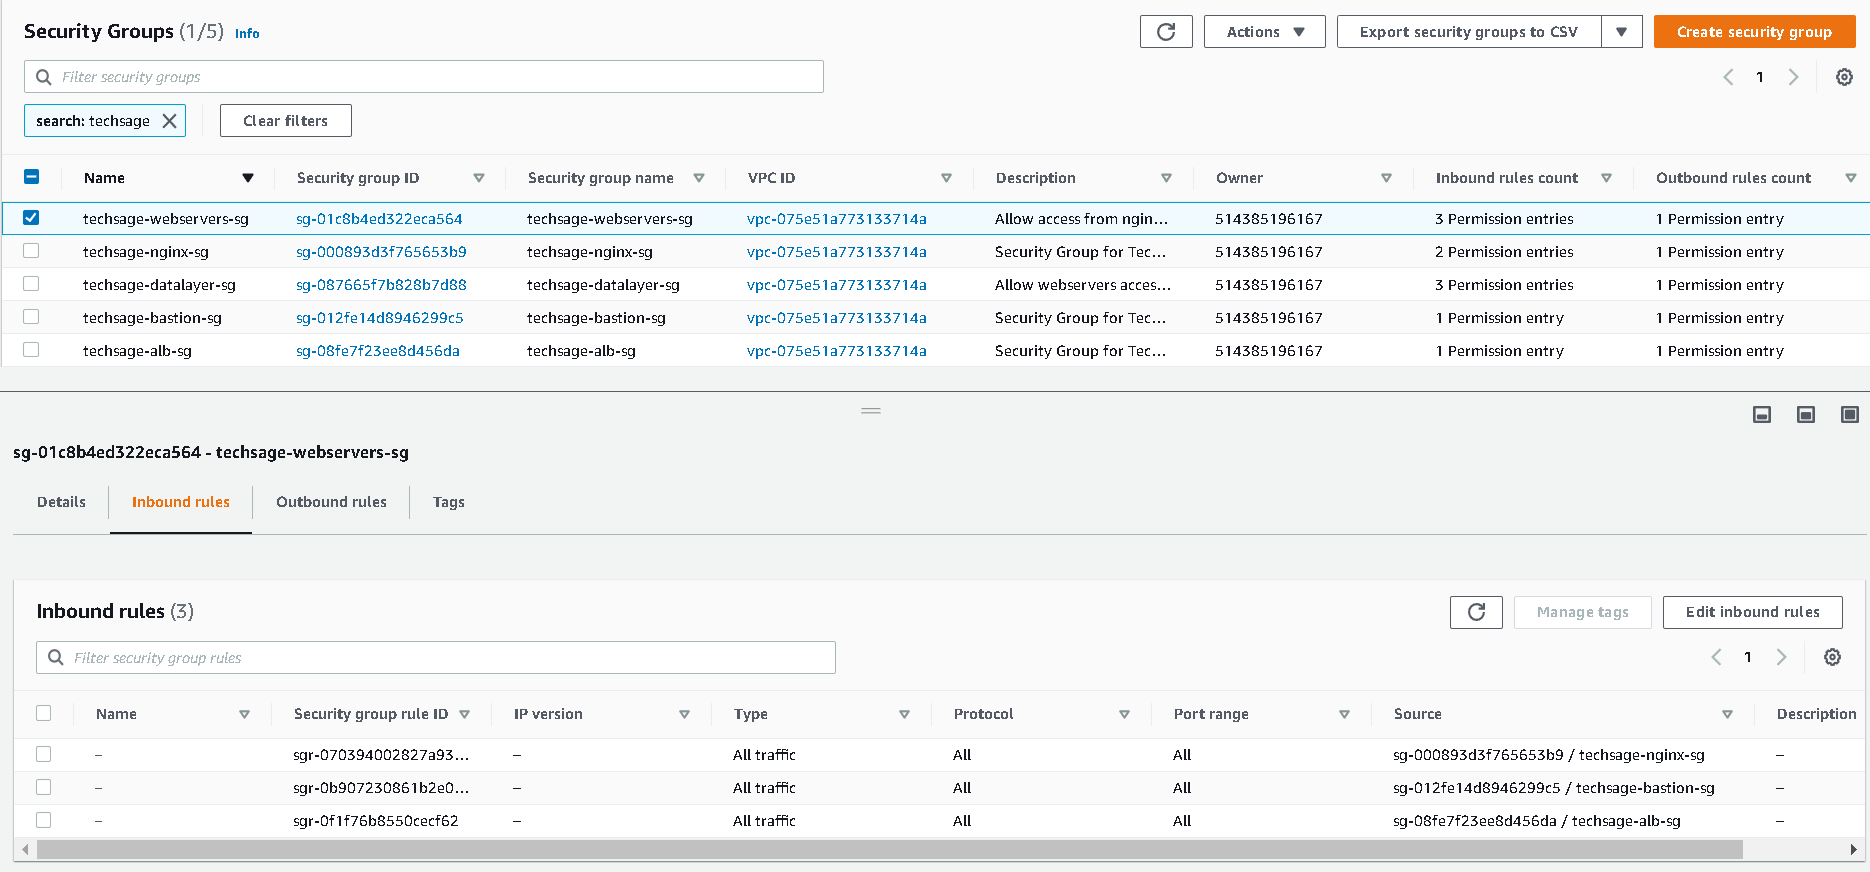 Security Groups (1/5) Info
Actions
Export security groups to CSV
Create security group
Filter security groups
1
search: techsage
Clear filters
Name Security group ID Security group name VPC ID Description Owner Inbound rules count Outbound rules count
techsage-webservers-sg sg-01c8b4ed322eca564 techsage-webservers-sg vpc-075e51a773133714a Allow access from ngin... 514385196167 3 Permission entries 1 Permission entry
techsage-nginx-sg sg-000893d3f765653b9 techsage-nginx-sg vpc-075e51a773133714a Security Group for Tec... 514385196167 2 Permission entries 1 Permission entry
techsage-datalayer-sg sg-087665f7b828b7d88 techsage-datalayer-sg vpc-075e51a773133714a Allow webservers acces... 514385196167 3 Permission entries 1 Permission entry
techsage-bastion-sg sg-012fe14d8946299c5 techsage-bastion-sg vpc-075e51a773133714a Security Group for Tec... 514385196167 1 Permission entry 1 Permission entry
techsage-alb-sg sg-08fe7f23ee8d456da techsage-alb-sg vpc-075e51a773133714a Security Group for Tec... 514385196167 1 Permission entry 1 Permission entry
sg-01c8b4ed322eca564 - techsage-webservers-sg
Details Inbound rules Outbound rules Tags
Inbound rules (3)
Manage tags
Edit inbound rules
Filter security group rules
1
Name Security group rule ID IP version Type Protocol Port range Source Description
– sgr-070394002827a93... – All traffic All All sg-000893d3f765653b9 / techsage-nginx-sg –
– sgr-0b907230861b2e0... – All traffic All All sg-012fe14d8946299c5 / techsage-bastion-sg –
– sgr-0f1f76b8550cecf62 – All traffic All All sg-08fe7f23ee8d456da / techsage-alb-sg –